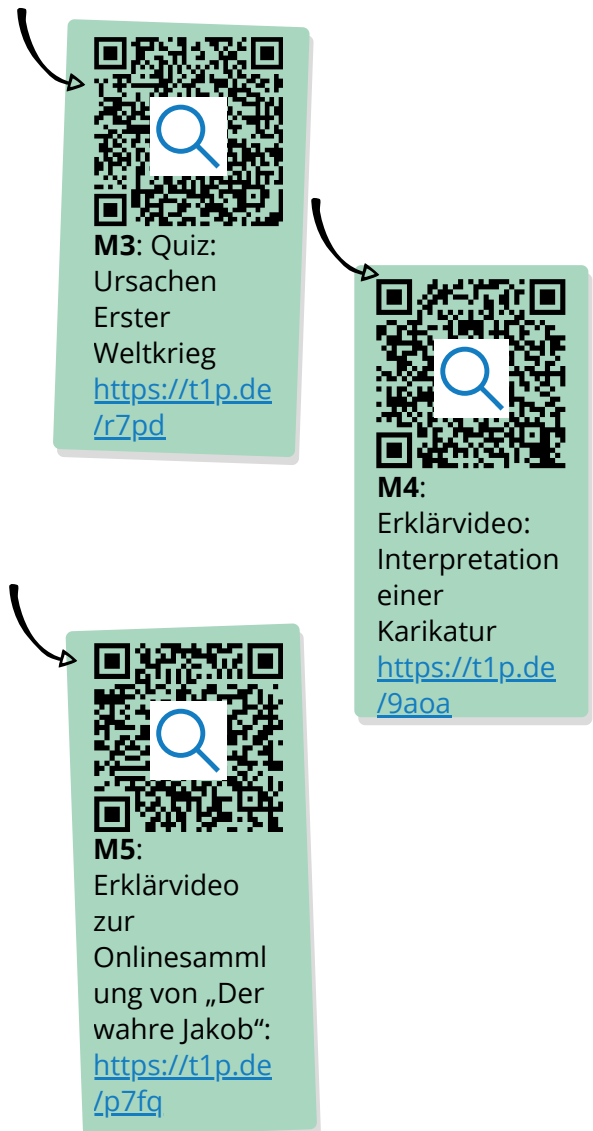 M3: Quiz:
Ursachen
Erster
Weltkrieg
https://t1p.de
/r7pd
M4:
Erklärvideo:
Interpretation
einer
Karikatur
https://t1p.de
/9aoa
M5:
Erklärvideo
zur
Onlinesamml
ung von „Der
wahre Jakob“:
https://t1p.de
/p7fq